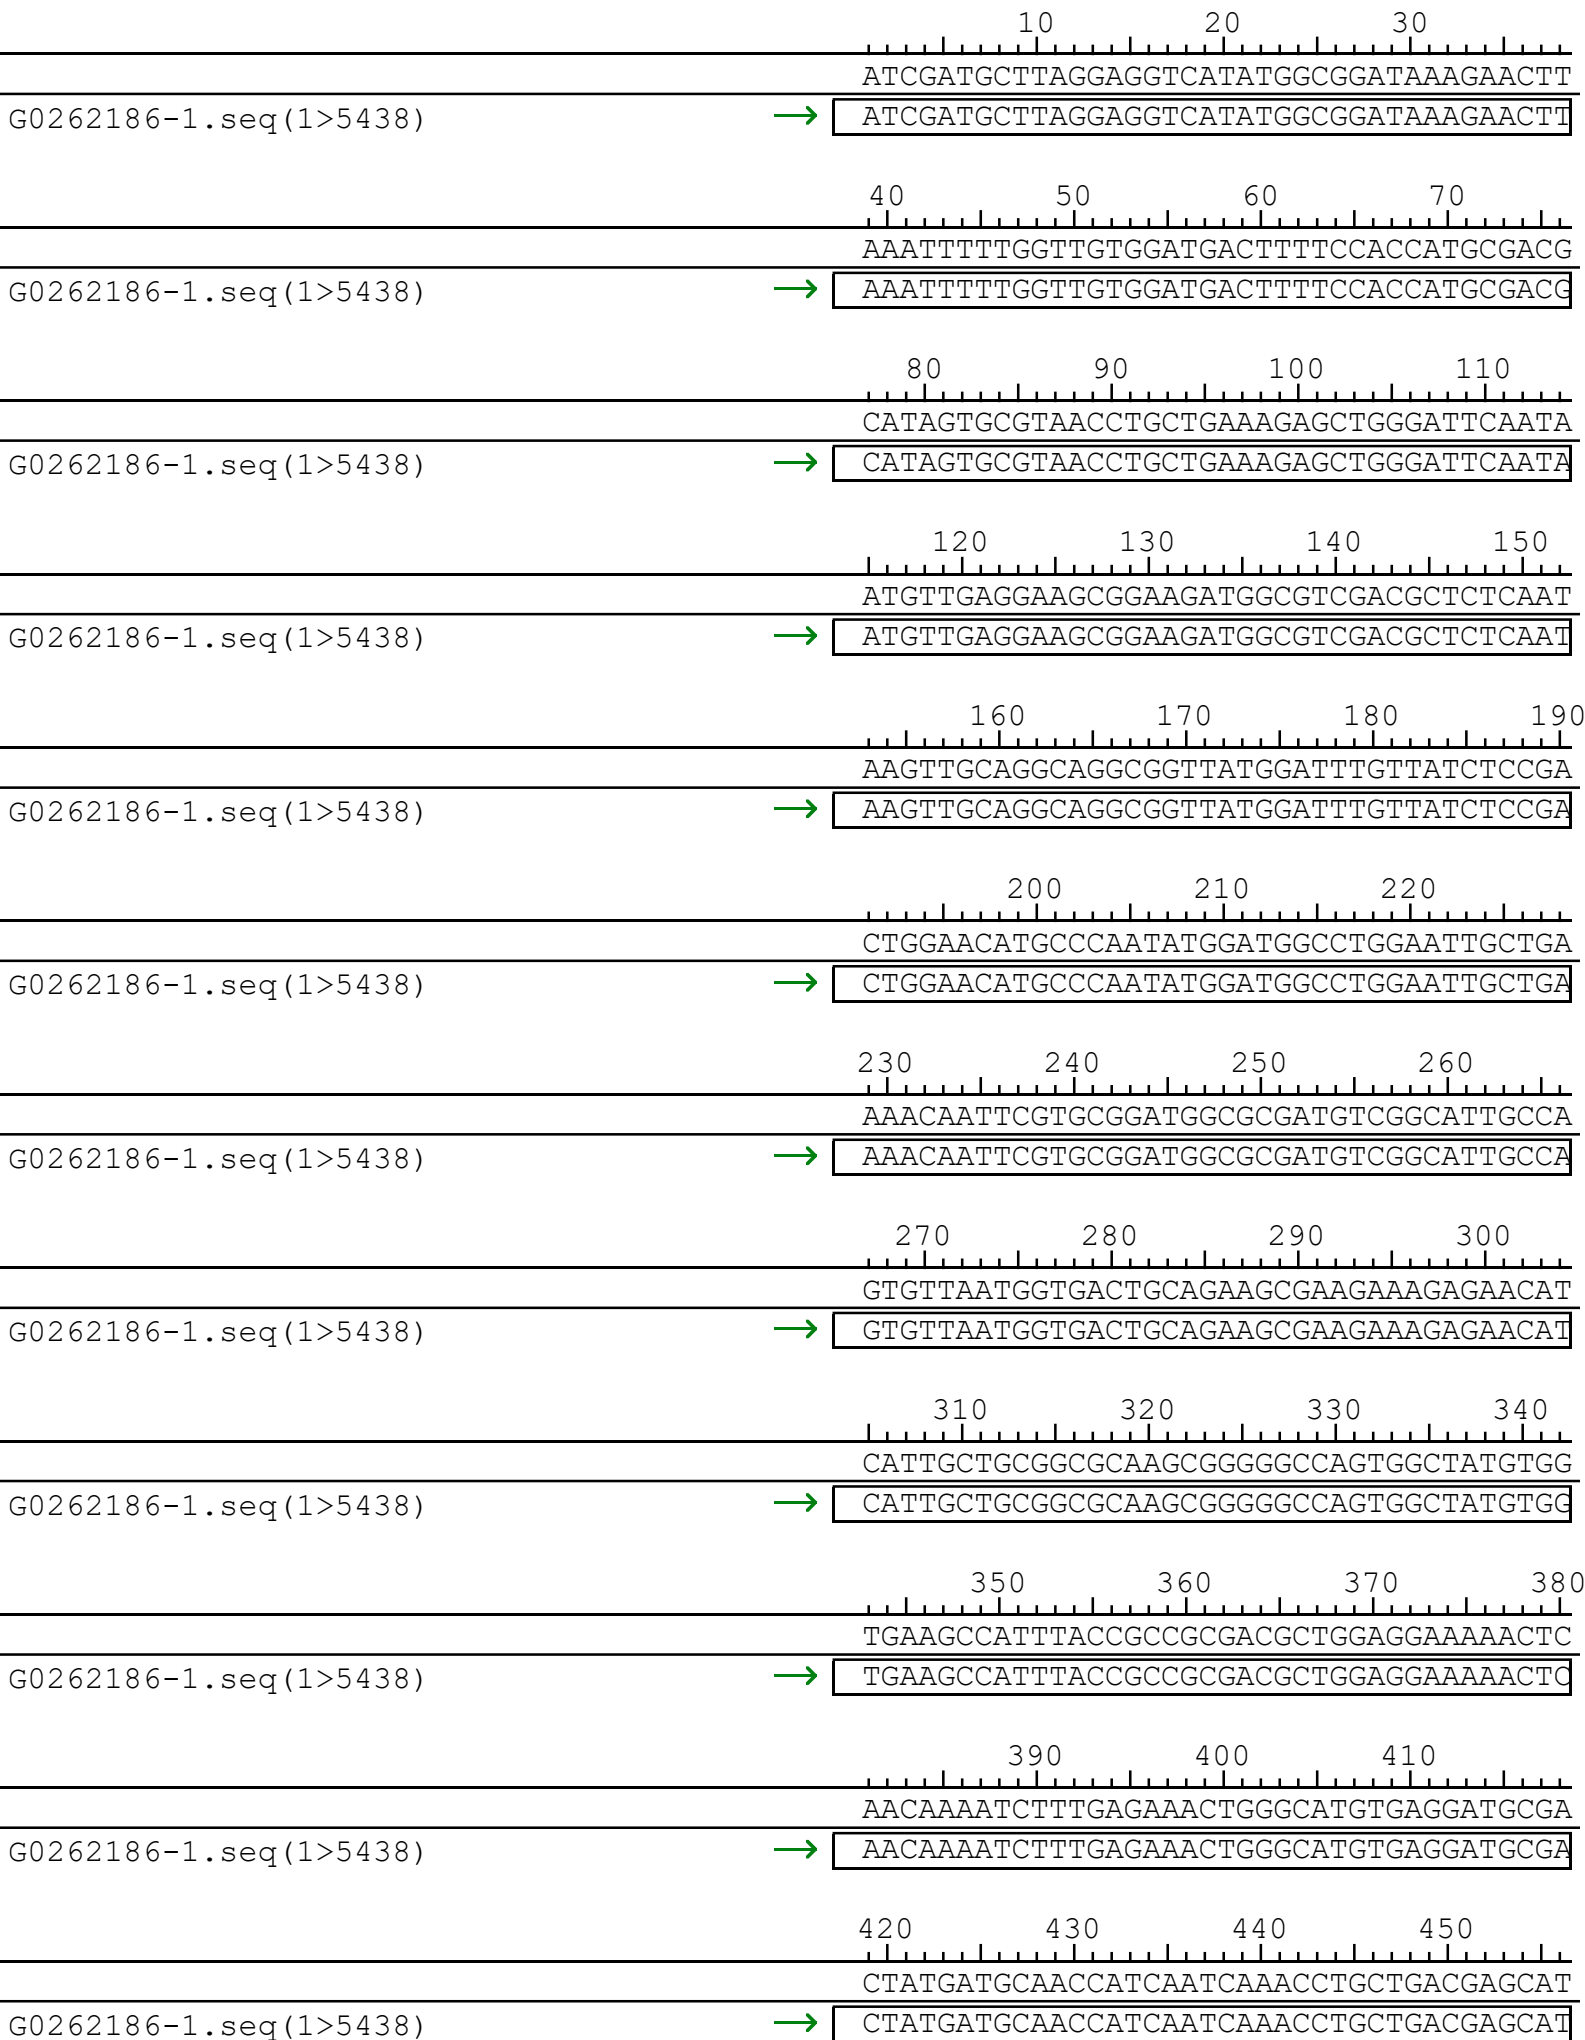 10 20 30
ATCGATGCTTAGGAGGTCATATGGCGGATAAAGAACTT
G0262186-1.seq(1>5438) → ATCGATGCTTAGGAGGTCATATGGCGGATAAAGAACTT
40 50 60 70
AAATTTTTGGTTGTGGATGACTTTTCCACCATGCGACG
G0262186-1.seq(1>5438) → AAATTTTTGGTTGTGGATGACTTTTCCACCATGCGACG
80 90 100 110
CATAGTGCGTAACCTGCTGAAAGAGCTGGGATTCAATA
G0262186-1.seq(1>5438) → CATAGTGCGTAACCTGCTGAAAGAGCTGGGATTCAATA
120 130 140 150
ATGTTGAGGAAGCGGAAGATGGCGTCGACGCTCTCAAT
G0262186-1.seq(1>5438) → ATGTTGAGGAAGCGGAAGATGGCGTCGACGCTCTCAAT
160 170 180 190
AAGTTGCAGGCAGGCGGTTATGGATTTGTTATCTCCGA
G0262186-1.seq(1>5438) → AAGTTGCAGGCAGGCGGTTATGGATTTGTTATCTCCGA
200 210 220
CTGGAACATGCCCAATATGGATGGCCTGGAATTGCTGA
G0262186-1.seq(1>5438) → CTGGAACATGCCCAATATGGATGGCCTGGAATTGCTGA
230 240 250 260
AAACAATTCGTGCGGATGGCGCGATGTCGGCATTGCCA
G0262186-1.seq(1>5438) → AAACAATTCGTGCGGATGGCGCGATGTCGGCATTGCCA
270 280 290 300
GTGTTAATGGTGACTGCAGAAGCGAAGAAAGAGAACAT
G0262186-1.seq(1>5438) → GTGTTAATGGTGACTGCAGAAGCGAAGAAAGAGAACAT
310 320 330 340
CATTGCTGCGGCGCAAGCGGGGGCCAGTGGCTATGTGG
G0262186-1.seq(1>5438) → CATTGCTGCGGCGCAAGCGGGGGCCAGTGGCTATGTGG
350 360 370 380
TGAAGCCATTTACCGCCGCGACGCTGGAGGAAAAACTC
G0262186-1.seq(1>5438) → TGAAGCCATTTACCGCCGCGACGCTGGAGGAAAAACTC
390 400 410
AACAAAATCTTTGAGAAACTGGGCATGTGAGGATGCGA
G0262186-1.seq(1>5438) → AACAAAATCTTTGAGAAACTGGGCATGTGAGGATGCGA
420 430 440 450
CTATGATGCAACCATCAATCAAACCTGCTGACGAGCAT
G0262186-1.seq(1>5438) → CTATGATGCAACCATCAATCAAACCTGCTGACGAGCAT